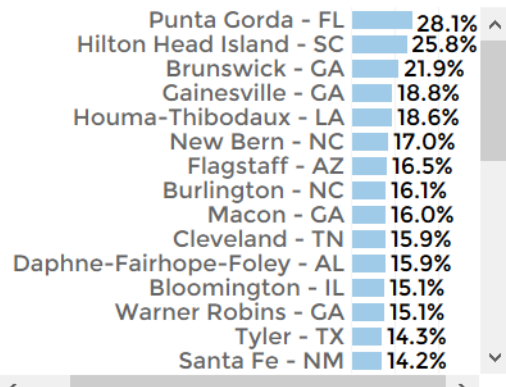 Punta Gorda - FL 28.1%
Hilton Head Island - SC 25.8%
Brunswick - GA 21.9%
Gainesville - GA 18.8%
Houma-Thibodaux - LA 18.6%
New Bern - NC 17.0%
Flagstaff - AZ 16.5%
Burlington - NC 16.1%
Macon - GA 16.0%
Cleveland - TN 15.9%
Daphne-Fairhope-Foley - AL 15.9%
Bloomington - IL 15.1%
Warner Robins - GA 15.1%
Tyler - TX 14.3%
Santa Fe - NM 14.2%